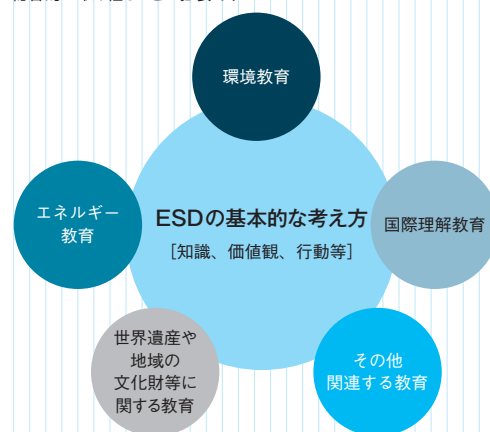 環境教育
エネルギー
教育
ESDの基本的な考え方
[知識、価値観、行動等]
国際理解教育
世界遺産や
地域の
文化財等に
関する教育
その他
関連する教育